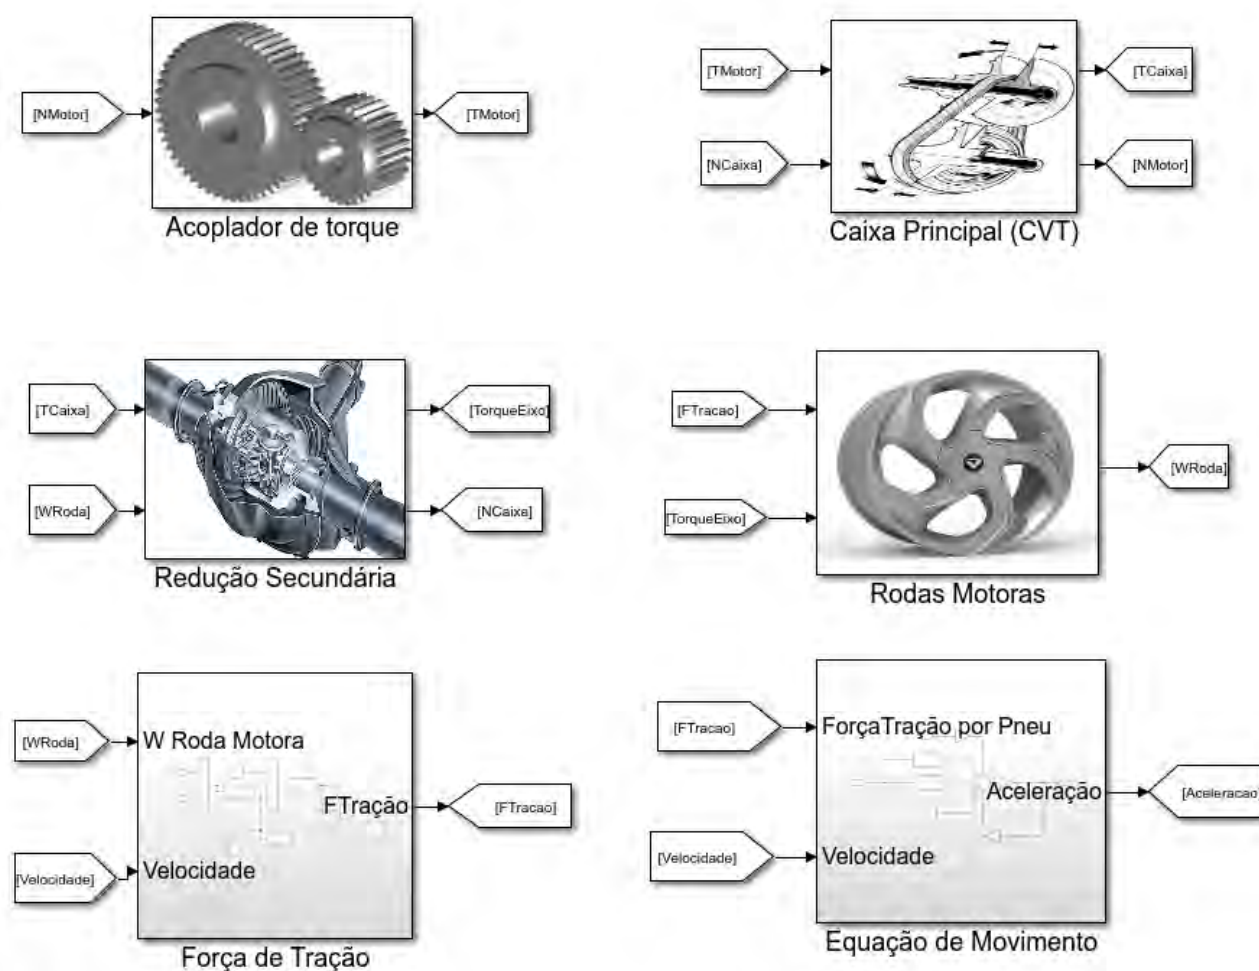 [NMotor]
[TMotor]
Acoplador de torque
[TMotor]
[NCaixa]
[TCaixa]
[NMotor]
Caixa Principal (CVT)
[TCaixa]
[WRoda]
[TorqueEixo]
[NCaixa]
Redução Secundária
[FTracao]
[TorqueEixo]
[WRoda]
Rodas Motoras
[WRoda]
[Velocidade]
W Roda Motora
FTração
Velocidade
[FTracao]
Força de Tração
[FTracao]
[Velocidade]
ForçaTração por Pneu
Aceleração
Velocidade
[Aceleracao]
Equação de Movimento